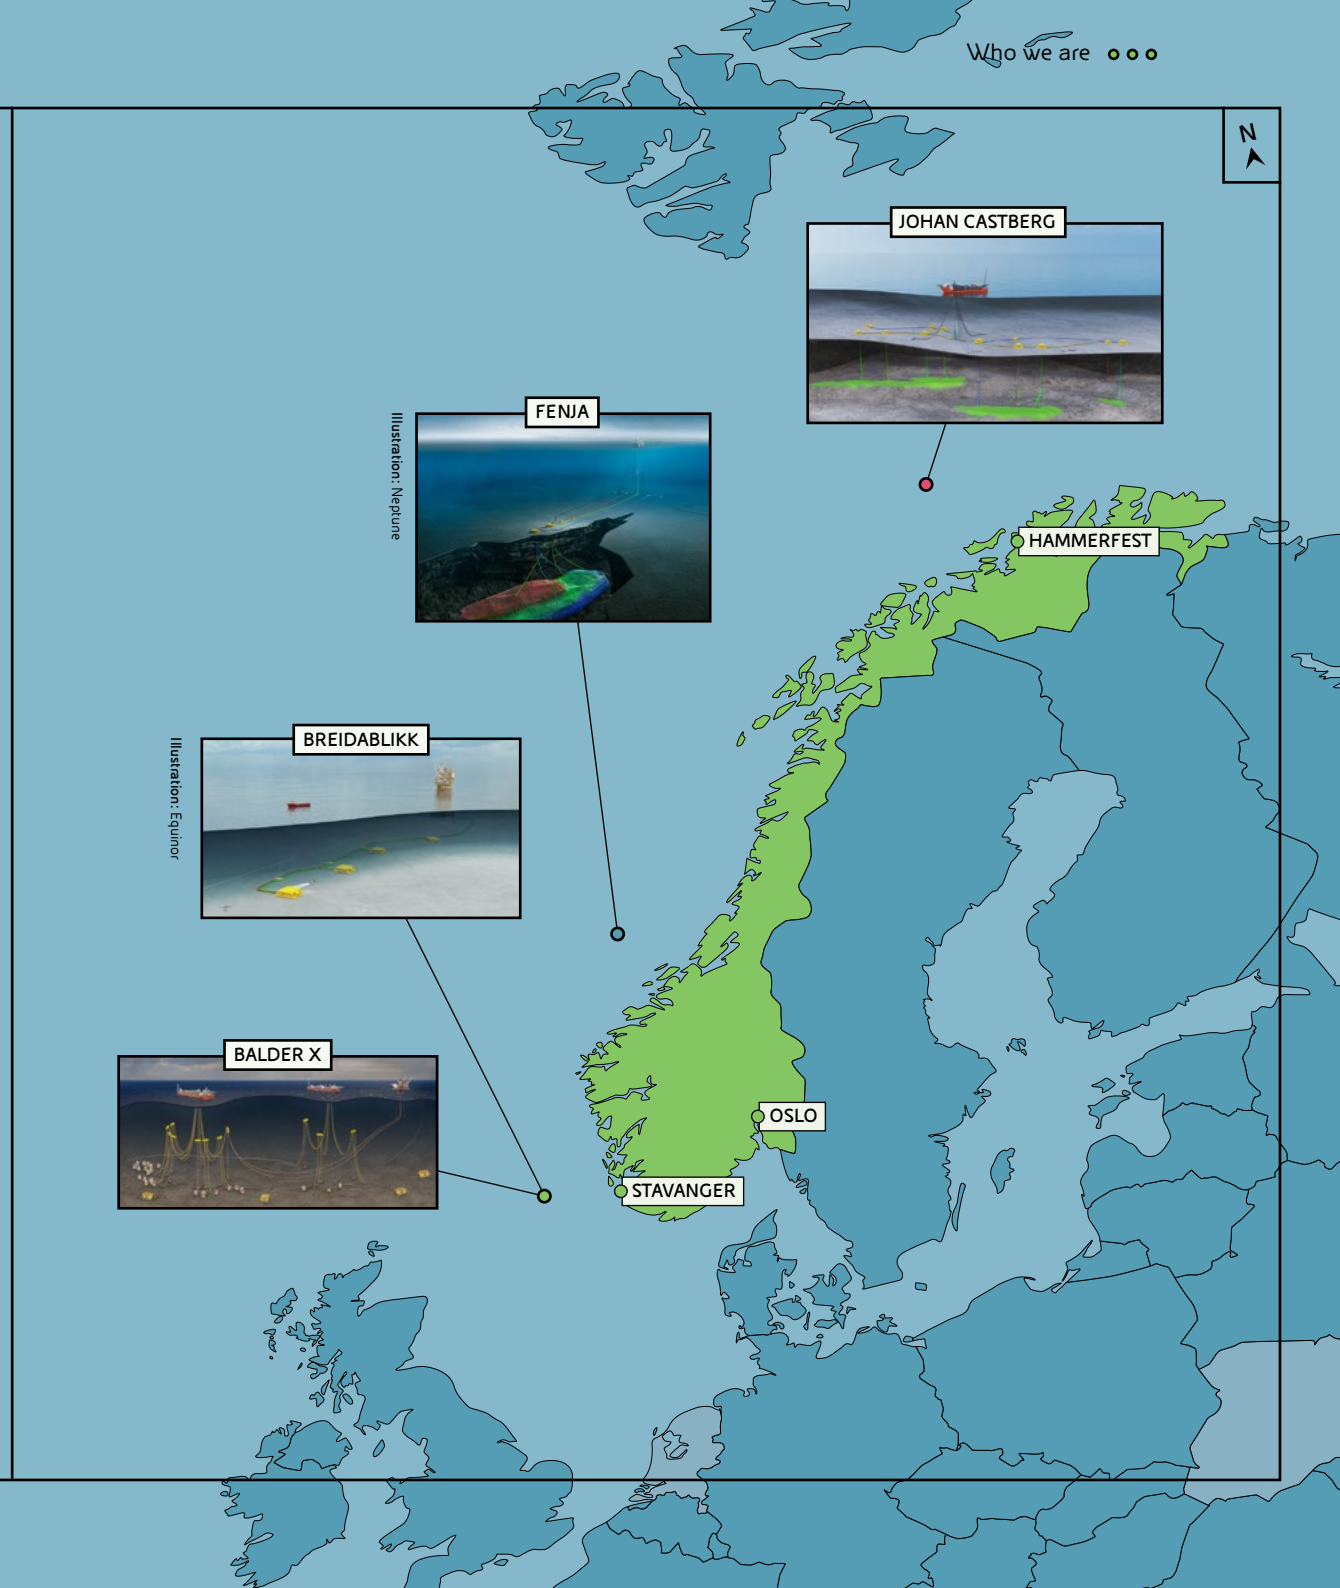 Who we are
N
JOHAN CASTBERG
FENJA
Illustration: Neptune
HAMMERFEST
BREIDABLIKK
Illustration: Equinor
BALDER X
OSLO
STAVANGER